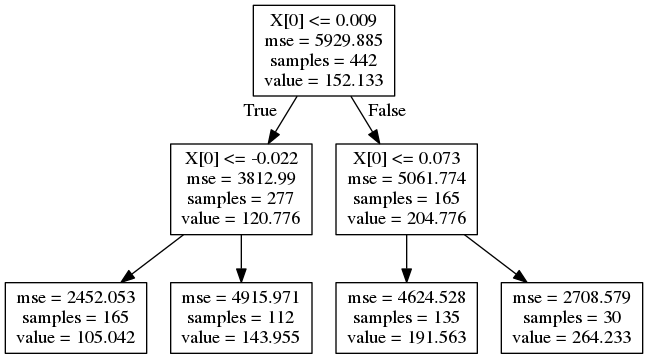 X[0] <= 0.009
mse = 5929.885
samples = 442
value = 152.133
True
False
X[0] <= -0.022
mse = 3812.99
samples = 277
value = 120.776
X[0] <= 0.073
mse = 5061.774
samples = 165
value = 204.776
mse = 2452.053
samples = 165
value = 105.042
mse = 4915.971
samples = 112
value = 143.955
mse = 4624.528
samples = 135
value = 191.563
mse = 2708.579
samples = 30
value = 264.233